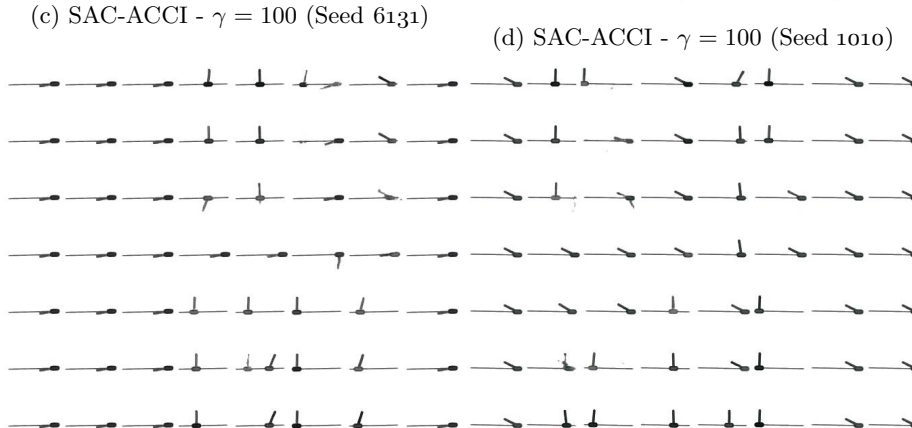 (c) SAC-ACCI - γ = 100 (Seed 6131)
(d) SAC-ACCI - γ = 100 (Seed 1010)